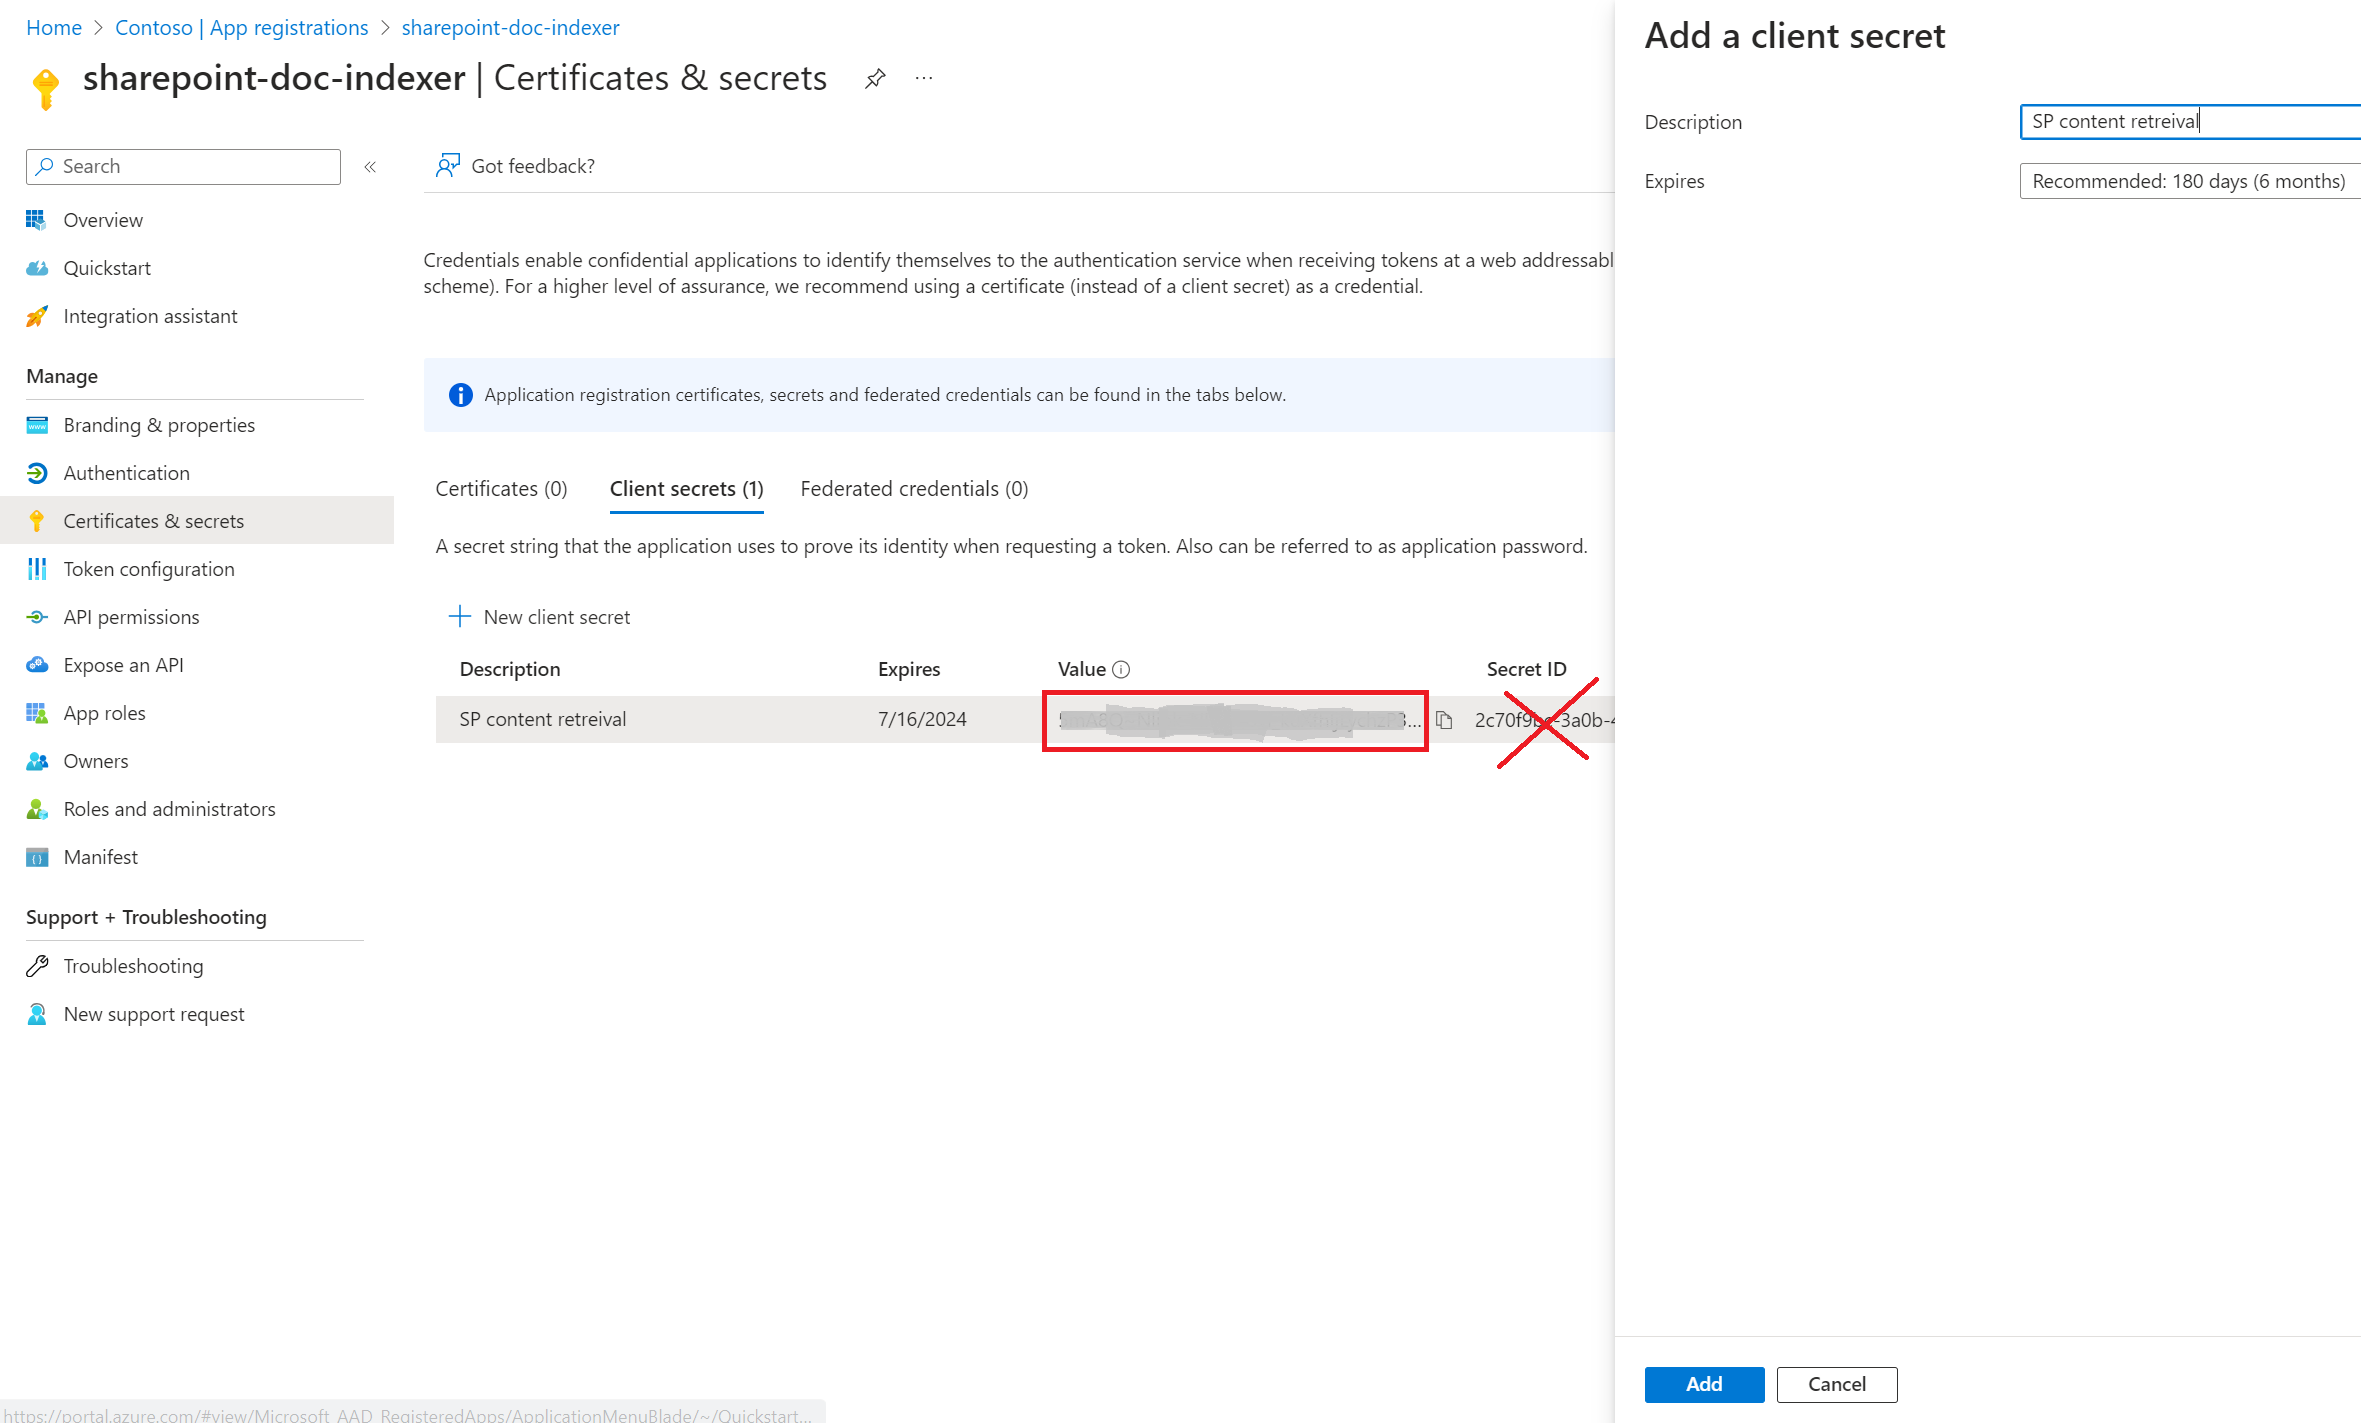 Home > Contoso | App registrations > sharepoint-doc-indexer
sharepoint-doc-indexer | Certificates & secrets
Search
Overview
Quickstart
Integration assistant
Manage
Branding & properties
Authentication
Certificates & secrets
Token configuration
API permissions
Expose an API
App roles
Owners
Roles and administrators
Manifest
Support + Troubleshooting
Troubleshooting
New support request
Got feedback?
Credentials enable confidential applications to identify themselves to the authentication service when receiving tokens at a web addressabl
scheme). For a higher level of assurance, we recommend using a certificate (instead of a client secret) as a credential.
Application registration certificates, secrets and federated credentials can be found in the tabs below.
Certificates (0) Client secrets (1) Federated credentials (0)
A secret string that the application uses to prove its identity when requesting a token. Also can be referred to as application password.
New client secret
Description Expires Value Secret ID
SP content retreival 7/16/2024
Add a client secret
Description SP content retreival
Expires Recommended: 180 days (6 months)
Add Cancel
https://portal.azure.com/#view/Microsoft_AAD_RegisteredApps/ApplicationMenuBlade/~/Quickstart...